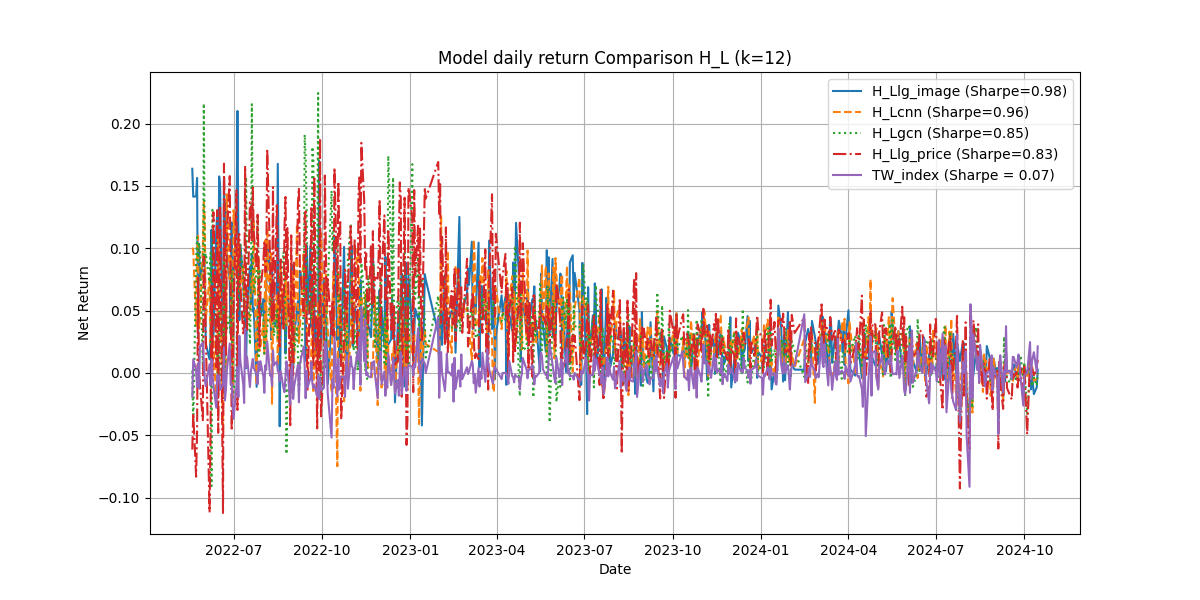 Model daily return Comparison H_L (k=12)
H_Llg_image (Sharpe=0.98)
H_Lcnn (Sharpe=0.96)
H_Lgcn (Sharpe=0.85)
H_Llg_price (Sharpe=0.83)
TW_index (Sharpe = 0.07)
Net Return
0.20
0.15
0.10
0.05
0.00
−0.05
−0.10
2022-07 2022-10 2023-01 2023-04 2023-07 2023-10 2024-01 2024-04 2024-07 2024-10
Date